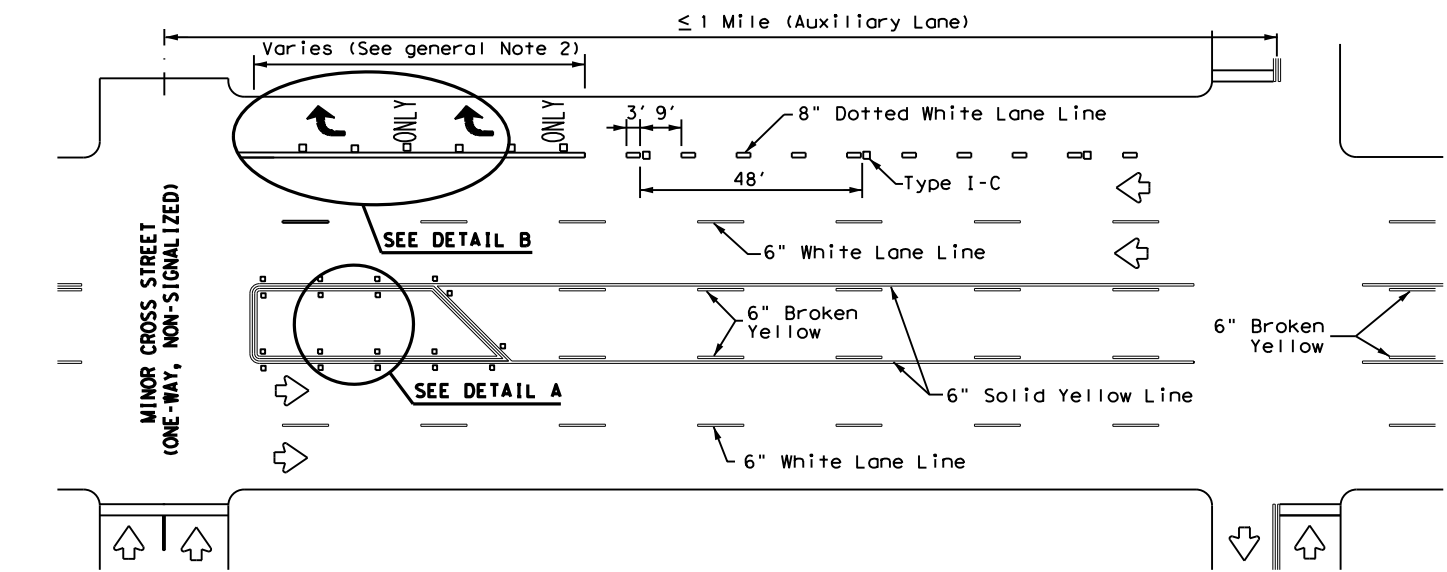 ≤ 1 Mile (Auxiliary Lane)
Varies (See general Note 2)
ONLY
ONLY
3' 9'
8" Dotted White Lane Line
48'
Type I-C
SEE DETAIL B
6" White Lane Line
MINOR CROSS STREET
(ONE-WAY, NON-SIGNALIZED)
6" Broken
Yellow
6" Broken
Yellow
SEE DETAIL A
6" Solid Yellow Line
6" White Lane Line